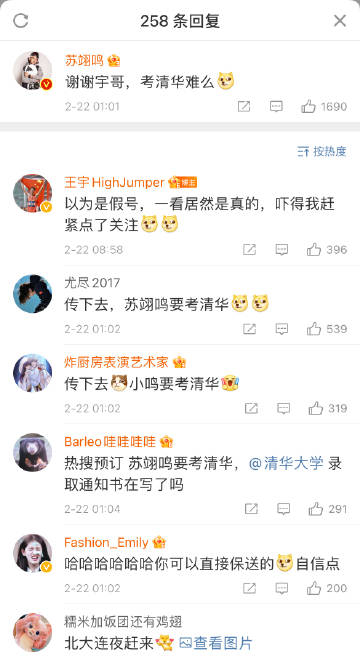 258 条回复
苏翊鸣
谢谢宇哥，考清华难么
2-22 01:01
1690
按热度
王宇HighJumper
以为是假号，一看居然是真的，吓得我赶
紧点了关注
2-22 08:58
396
尤尽2017
传下去，苏翊鸣要考清华
2-22 01:02
539
炸厨房表演艺术家
传下去小鸣要考清华
2-22 01:02
319
Barleo哇哇哇哇
热搜预订 苏翊鸣要考清华，@清华大学 录
取通知书在写了吗
2-22 01:04
291
Fashion_Emily
哈哈哈哈哈哈你可以直接保送的自信点
2-22 01:02
200
糯米加饭团还有鸡翅
北大连夜赶来查看图片